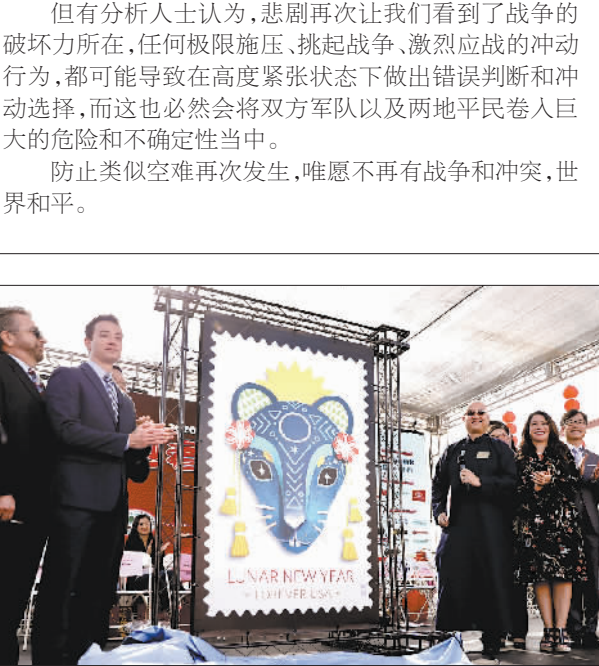 但有分析人士认为,悲剧再次让我们看到了战争的
破坏力所在,任何极限施压、挑起战争、激烈应战的冲动
行为,都可能导致在高度紧张状态下做出错误判断和冲
动选择,而这也必然会将双方军队以及两地平民卷入巨
大的危险和不确定性当中。
防止类似空难再次发生,唯愿不再有战争和冲突,世
界和平。
LUNAR NEW YEAR
FOREVER USA